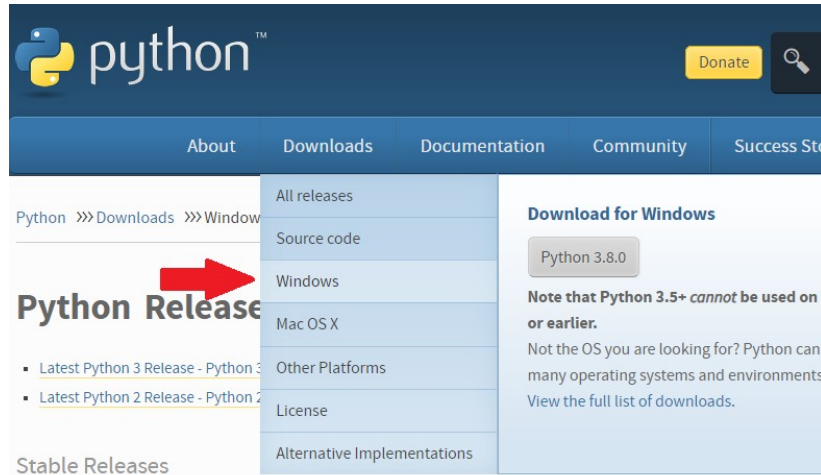 python™
Donate
About Downloads Documentation Community Success
Python >>> Downloads >>>
Python
Latest Python 3 Release - Python
Latest Python 2 Release - Python
Stable Releases
All releases
Source code
Windows
Mac OS X
Other Platforms
License
Alternative Implementations
Download for Windows
Python 3.8.0
Note that Python 3.5+ cannot be used on
or earlier.
Not the OS you are looking for? Python can
many operating systems and environments
View the full list of downloads.